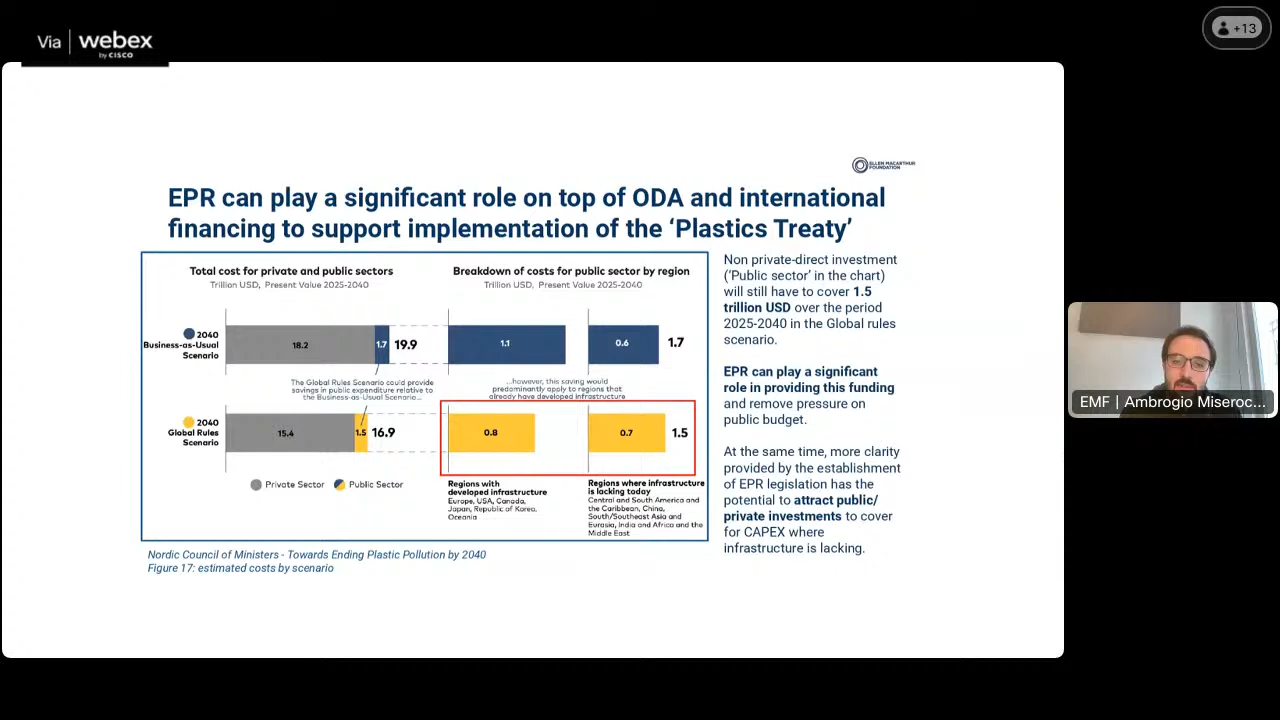 Via | webex
by CISCO
+13
ELLEN MACARTHUR
FOUNDATION
EPR can play a significant role on top of ODA and international
financing to support implementation of the ‘Plastics Treaty’
Total cost for private and public sectors
Trillion USD, Present Value 2025-2040
Breakdown of costs for public sector by region
Trillion USD, Present Value 2025-2040
2040
Business-as-Usual
Scenario
18.2
1.7
19.9
1.1
0.6
1.7
The Global Rules Scenario could provide
savings in public expenditure relative to
the Business-as-Usual Scenario...
...however, this saving would
predominantly apply to regions that
already have developed infrastructure
2040
Global Rules
Scenario
15.4
1.5
16.9
0.8
0.7
1.5
Private Sector
Public Sector
Regions with
developed infrastructure
Europe, USA, Canada,
Japan, Republic of Korea,
Oceania
Regions where infrastructure
is lacking today
Central and South America and
the Caribbean, China,
South/Southeast Asia and
Eurasia, India and Africa and the
Middle East
Nordic Council of Ministers - Towards Ending Plastic Pollution by 2040
Figure 17: estimated costs by scenario
Non private-direct investment
(‘Public sector’ in the chart)
will still have to cover 1.5
trillion USD over the period
2025-2040 in the Global rules
scenario.
EPR can play a significant
role in providing this funding
and remove pressure on
public budget.
At the same time, more clarity
provided by the establishment
of EPR legislation has the
potential to attract public/
private investments to cover
for CAPEX where
infrastructure is lacking.
EMF | Ambrogio Miseroc...